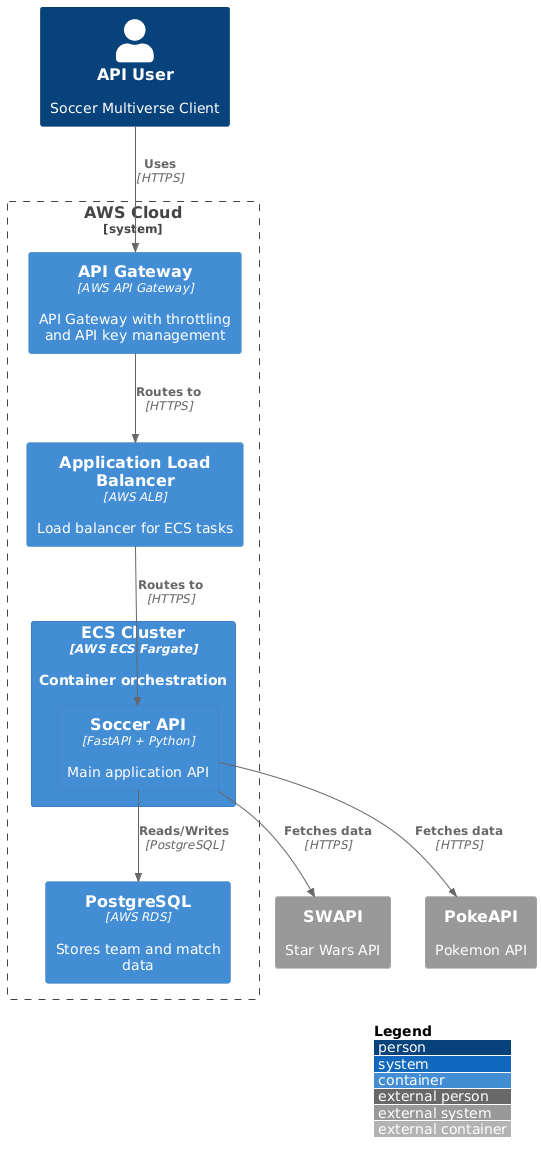 API User
Soccer Multiverse Client
Uses
[HTTPS]
AWS Cloud
[system]
API Gateway
[AWS API Gateway]
API Gateway with throttling
and API key management
Routes to
[HTTPS]
Application Load
Balancer
[AWS ALB]
Load balancer for ECS tasks
Routes to
[HTTPS]
ECS Cluster
[AWS ECS Fargate]
Container orchestration
Soccer API
[FastAPI + Python]
Main application API
Reads/Writes
[PostgreSQL]
Fetches data
[HTTPS]
Fetches data
[HTTPS]
PostgreSQL
[AWS RDS]
Stores team and match
data
SWAPI
Star Wars API
PokeAPI
Pokemon API
Legend
person
system
container
external person
external system
external container